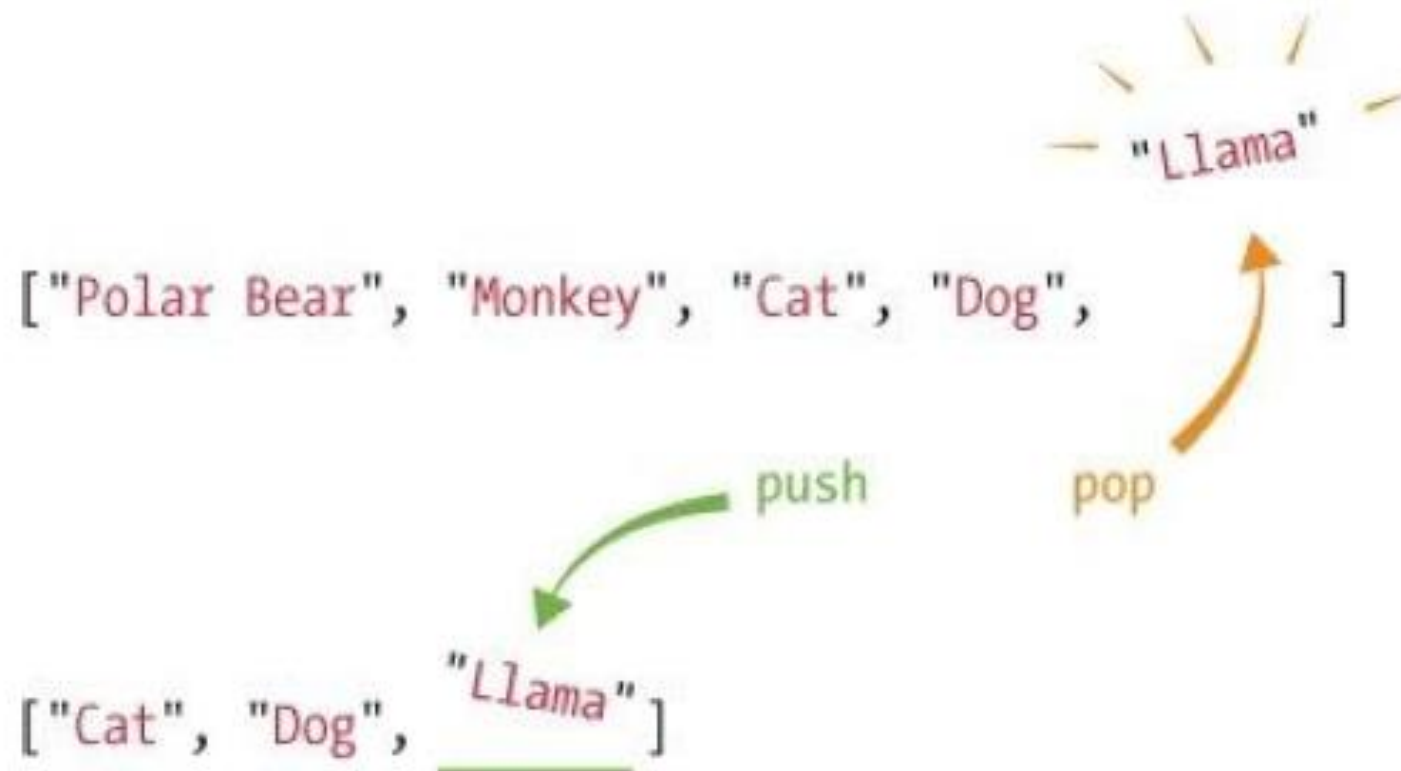 "Llama"
["Polar Bear", "Monkey", "Cat", "Dog", ]
push pop
["Cat", "Dog", "Llama"]